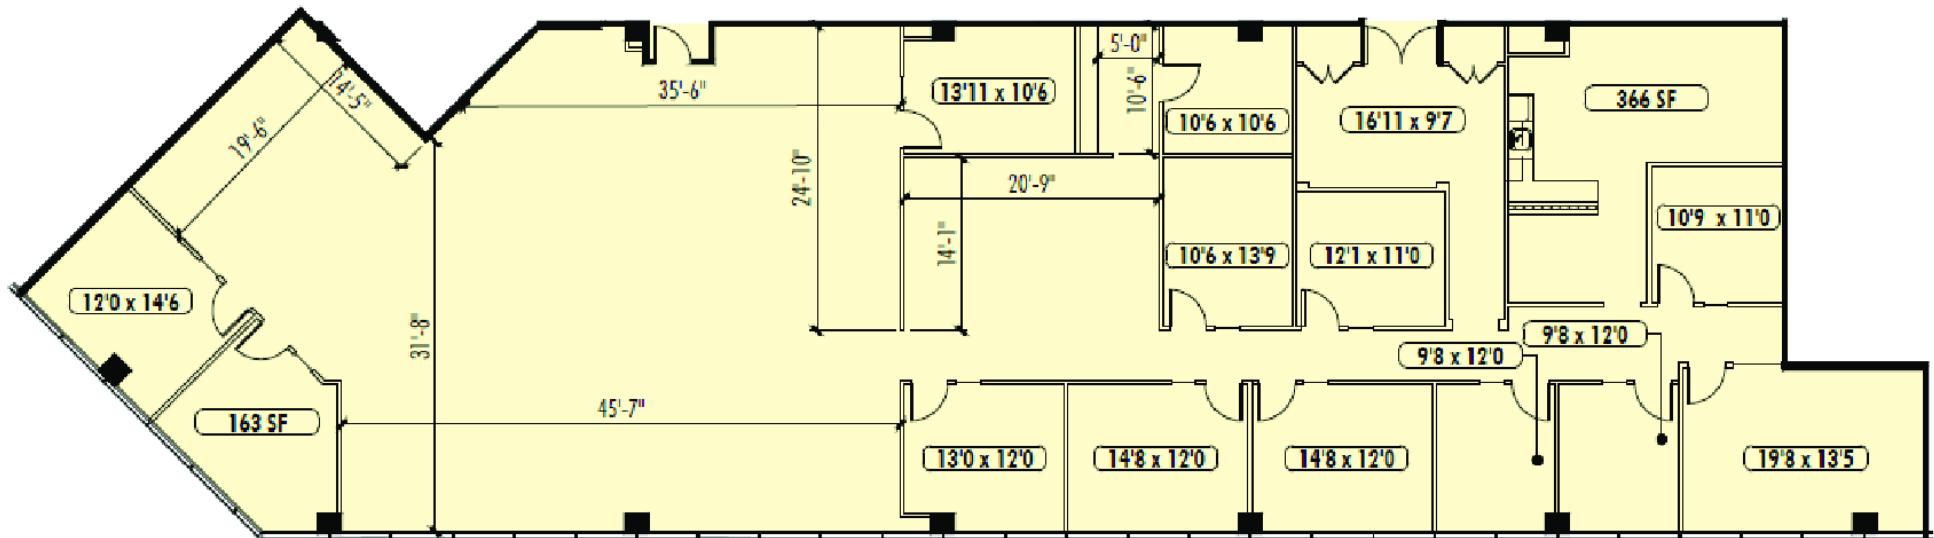 5'-0"
14'-5"
35'-6"
13'11 x 10'6
10'-6"
366 SF
19'-6"
10'6 x 10'6
16'11 x 9'7
24'-10"
20'-9"
10'9 x 11'0
14'-1"
10'6 x 13'9
12'1 x 11'0
12'0 x 14'6
31'-8"
9'8 x 12'0
9'8 x 12'0
163 SF
45'-7"
13'0 x 12'0
14'8 x 12'0
14'8 x 12'0
19'8 x 13'5